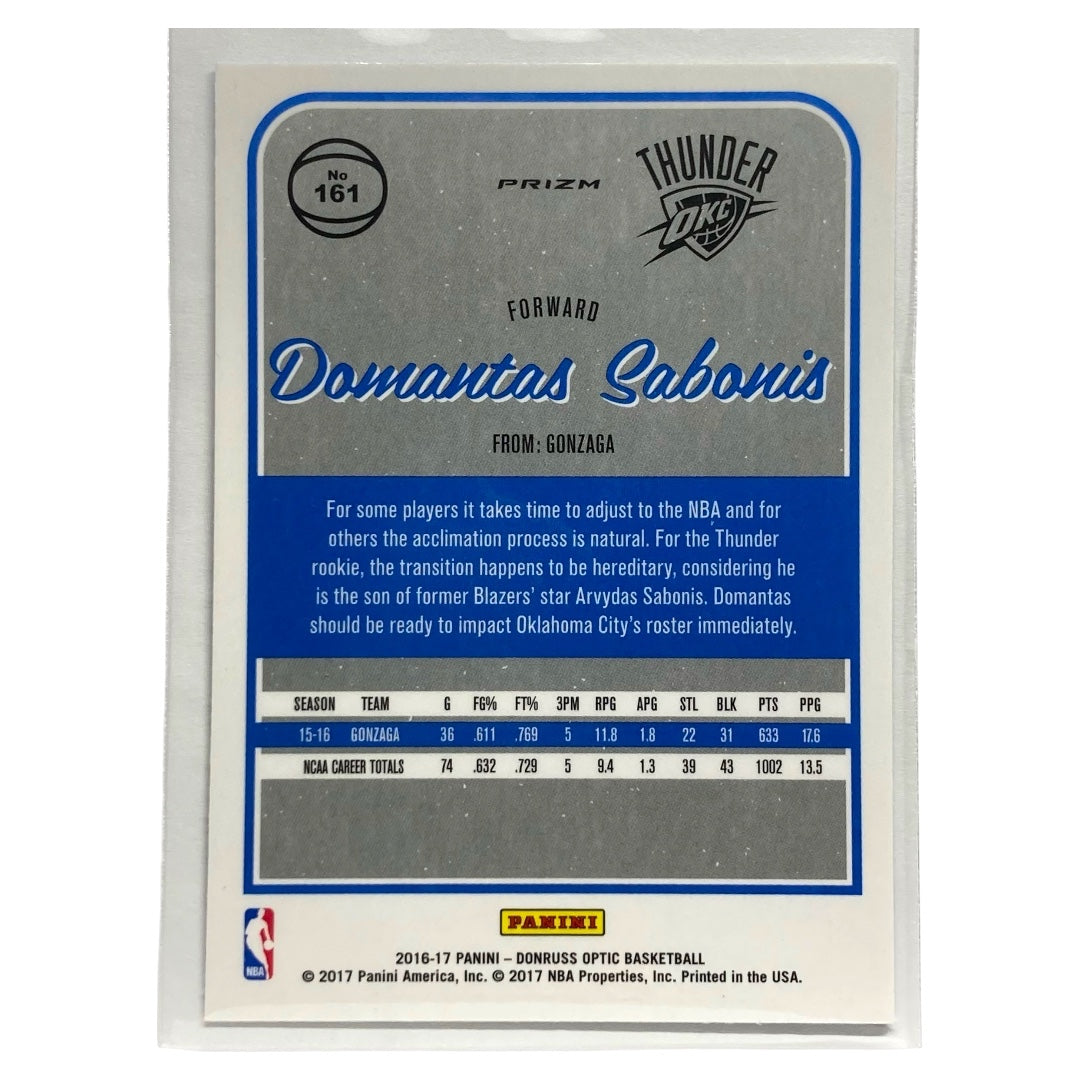 No
161
PRIZM
THUNDER
OKC
FORWARD
Domantas Sabonis
FROM: GONZAGA
For some players it takes time to adjust to the NBA and for
others the acclimation process is natural. For the Thunder
rookie, the transition happens to be hereditary, considering he
is the son of former Blazers' star Arvydas Sabonis. Domantas
should be ready to impact Oklahoma City's roster immediately.
SEASON TEAM G FG% FT% 3PM RPG APG STL BLK PTS PPG
15-16 GONZAGA 36 .611 .769 5 11.8 1.8 22 31 633 17.6
NCAA CAREER TOTALS 74 .632 .729 5 9.4 1.3 39 43 1002 13.5
NBA
PANINI
2016-17 PANINI – DONRUSS OPTIC BASKETBALL
© 2017 Panini America, Inc. © 2017 NBA Properties, Inc. Printed in the USA.